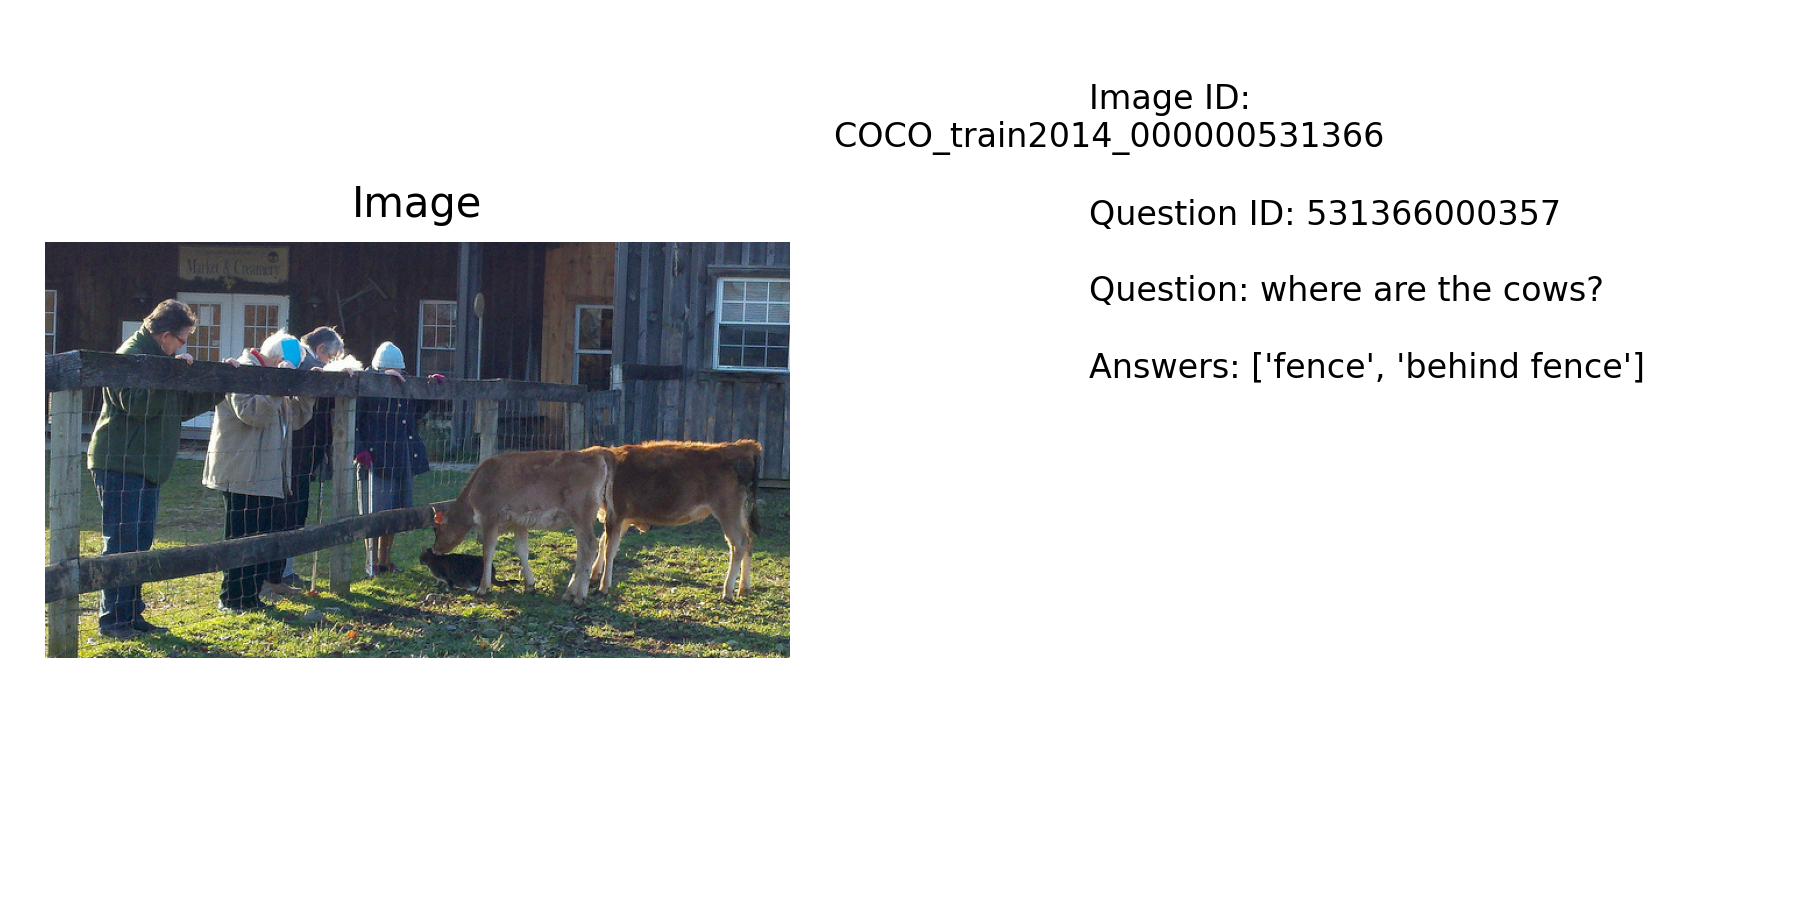 Image ID:
COCO_train2014_000000531366
Question ID: 531366000357
Question: where are the cows?
Answers: ['fence', 'behind fence']
Image
Market & Creamery